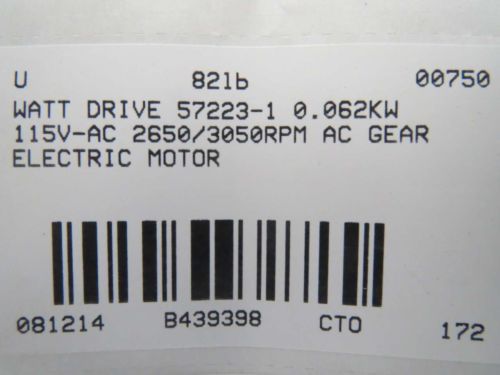 U 82lb 00750
WATT DRIVE 57223-1 0.062KW
115V-AC 2650/3050RPM AC GEAR
ELECTRIC MOTOR
081214 B439398 CTO 172